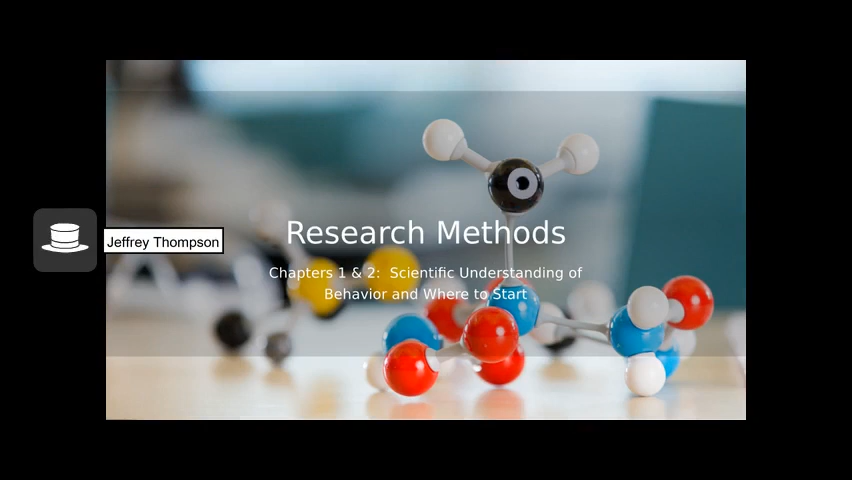 Research Methods
Jeffrey Thompson
Chapters 1 & 2:  Scientific Understanding of
Behavior and Where to Start